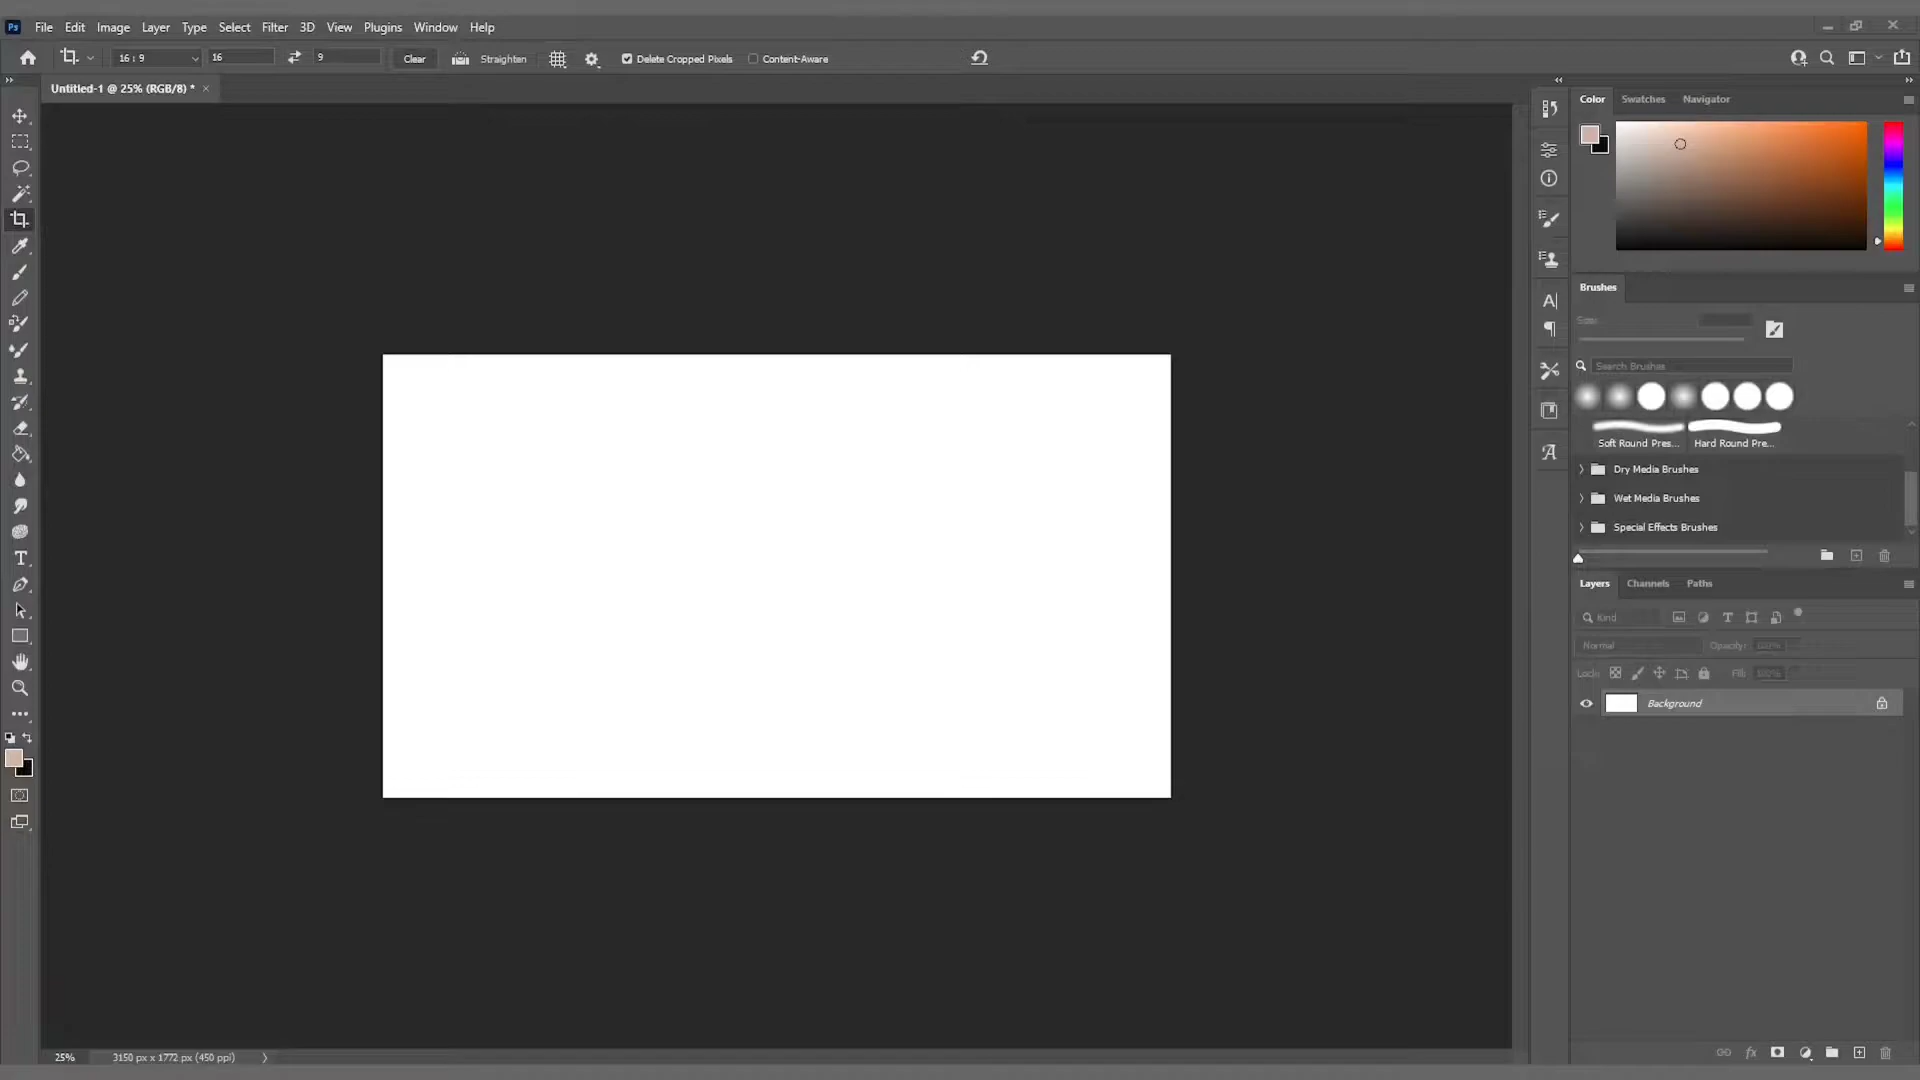 Ps File Edit Image Layer Type Select Filter 3D View Plugins Window Help
16 : 9 16 9 Clear Straighten Delete Cropped Pixels Content-Aware
Untitled-1 @ 25% (RGB/8) *
Color Swatches Navigator
Brushes
Size:
Search Brushes
Soft Round Pres... Hard Round Pre...
Dry Media Brushes
Wet Media Brushes
Special Effects Brushes
Layers Channels Paths
Kind
Normal Opacity: 100%
Lock: Fill: 100%
Background
25% 3150 px x 1772 px (450 ppi)